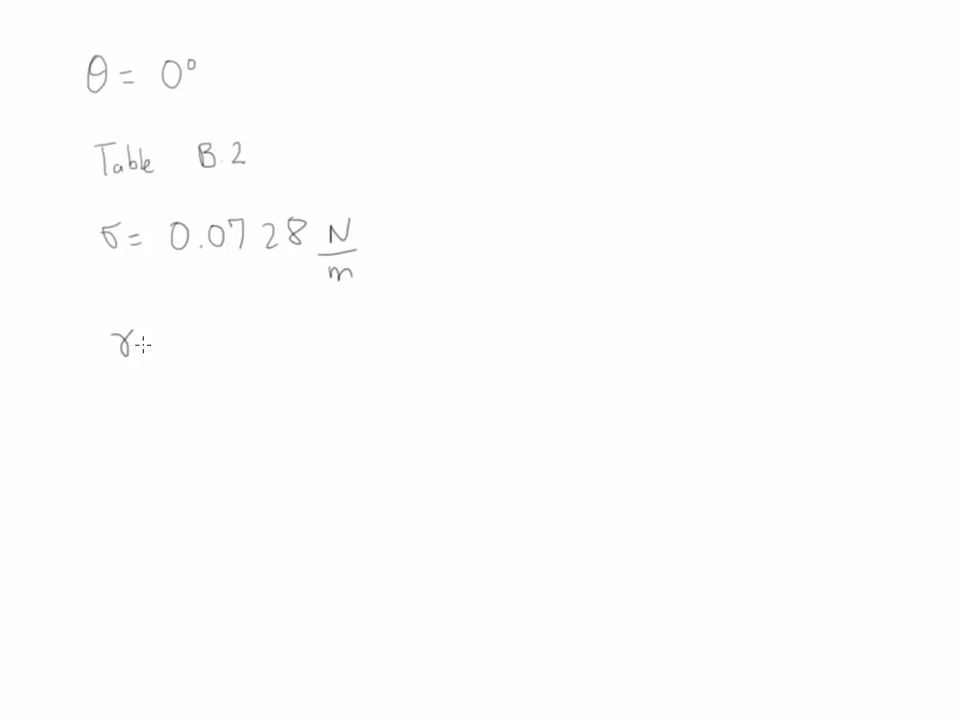 θ = 0°
Table B.2
σ = 0.0728 N/m
γ